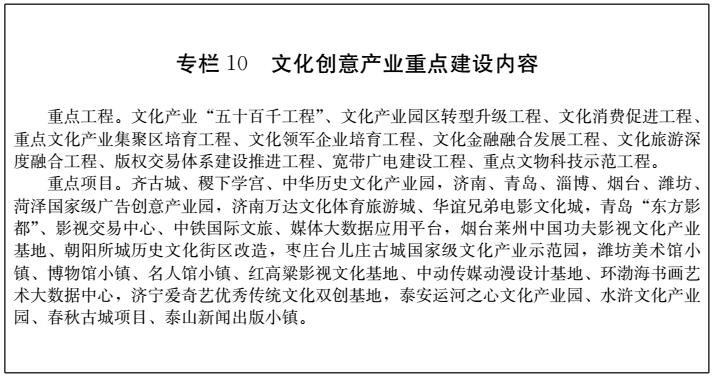 专栏 10　文化创意产业重点建设内容
重点工程。文化产业“五十百千工程”、文化产业园区转型升级工程、文化消费促进工程、
重点文化产业集聚区培育工程、文化领军企业培育工程、文化金融融合发展工程、文化旅游深
度融合工程、版权交易体系建设推进工程、宽带广电建设工程、重点文物科技示范工程。
重点项目。齐古城、稷下学宫、中华历史文化产业园，济南、青岛、淄博、烟台、潍坊、
菏泽国家级广告创意产业园，济南万达文化体育旅游城、华谊兄弟电影文化城，青岛“东方影
都”、影视交易中心、中铁国际文旅、媒体大数据应用平台，烟台莱州中国功夫影视文化产业
基地、朝阳所城历史文化街区改造，枣庄台儿庄古城国家级文化产业示范园，潍坊美术馆小
镇、博物馆小镇、名人馆小镇、红高粱影视文化基地、中动传媒动漫设计基地、环渤海书画艺
术大数据中心，济宁爱奇艺优秀传统文化双创基地，泰安运河之心文化产业园、水浒文化产业
园、春秋古城项目、泰山新闻出版小镇。